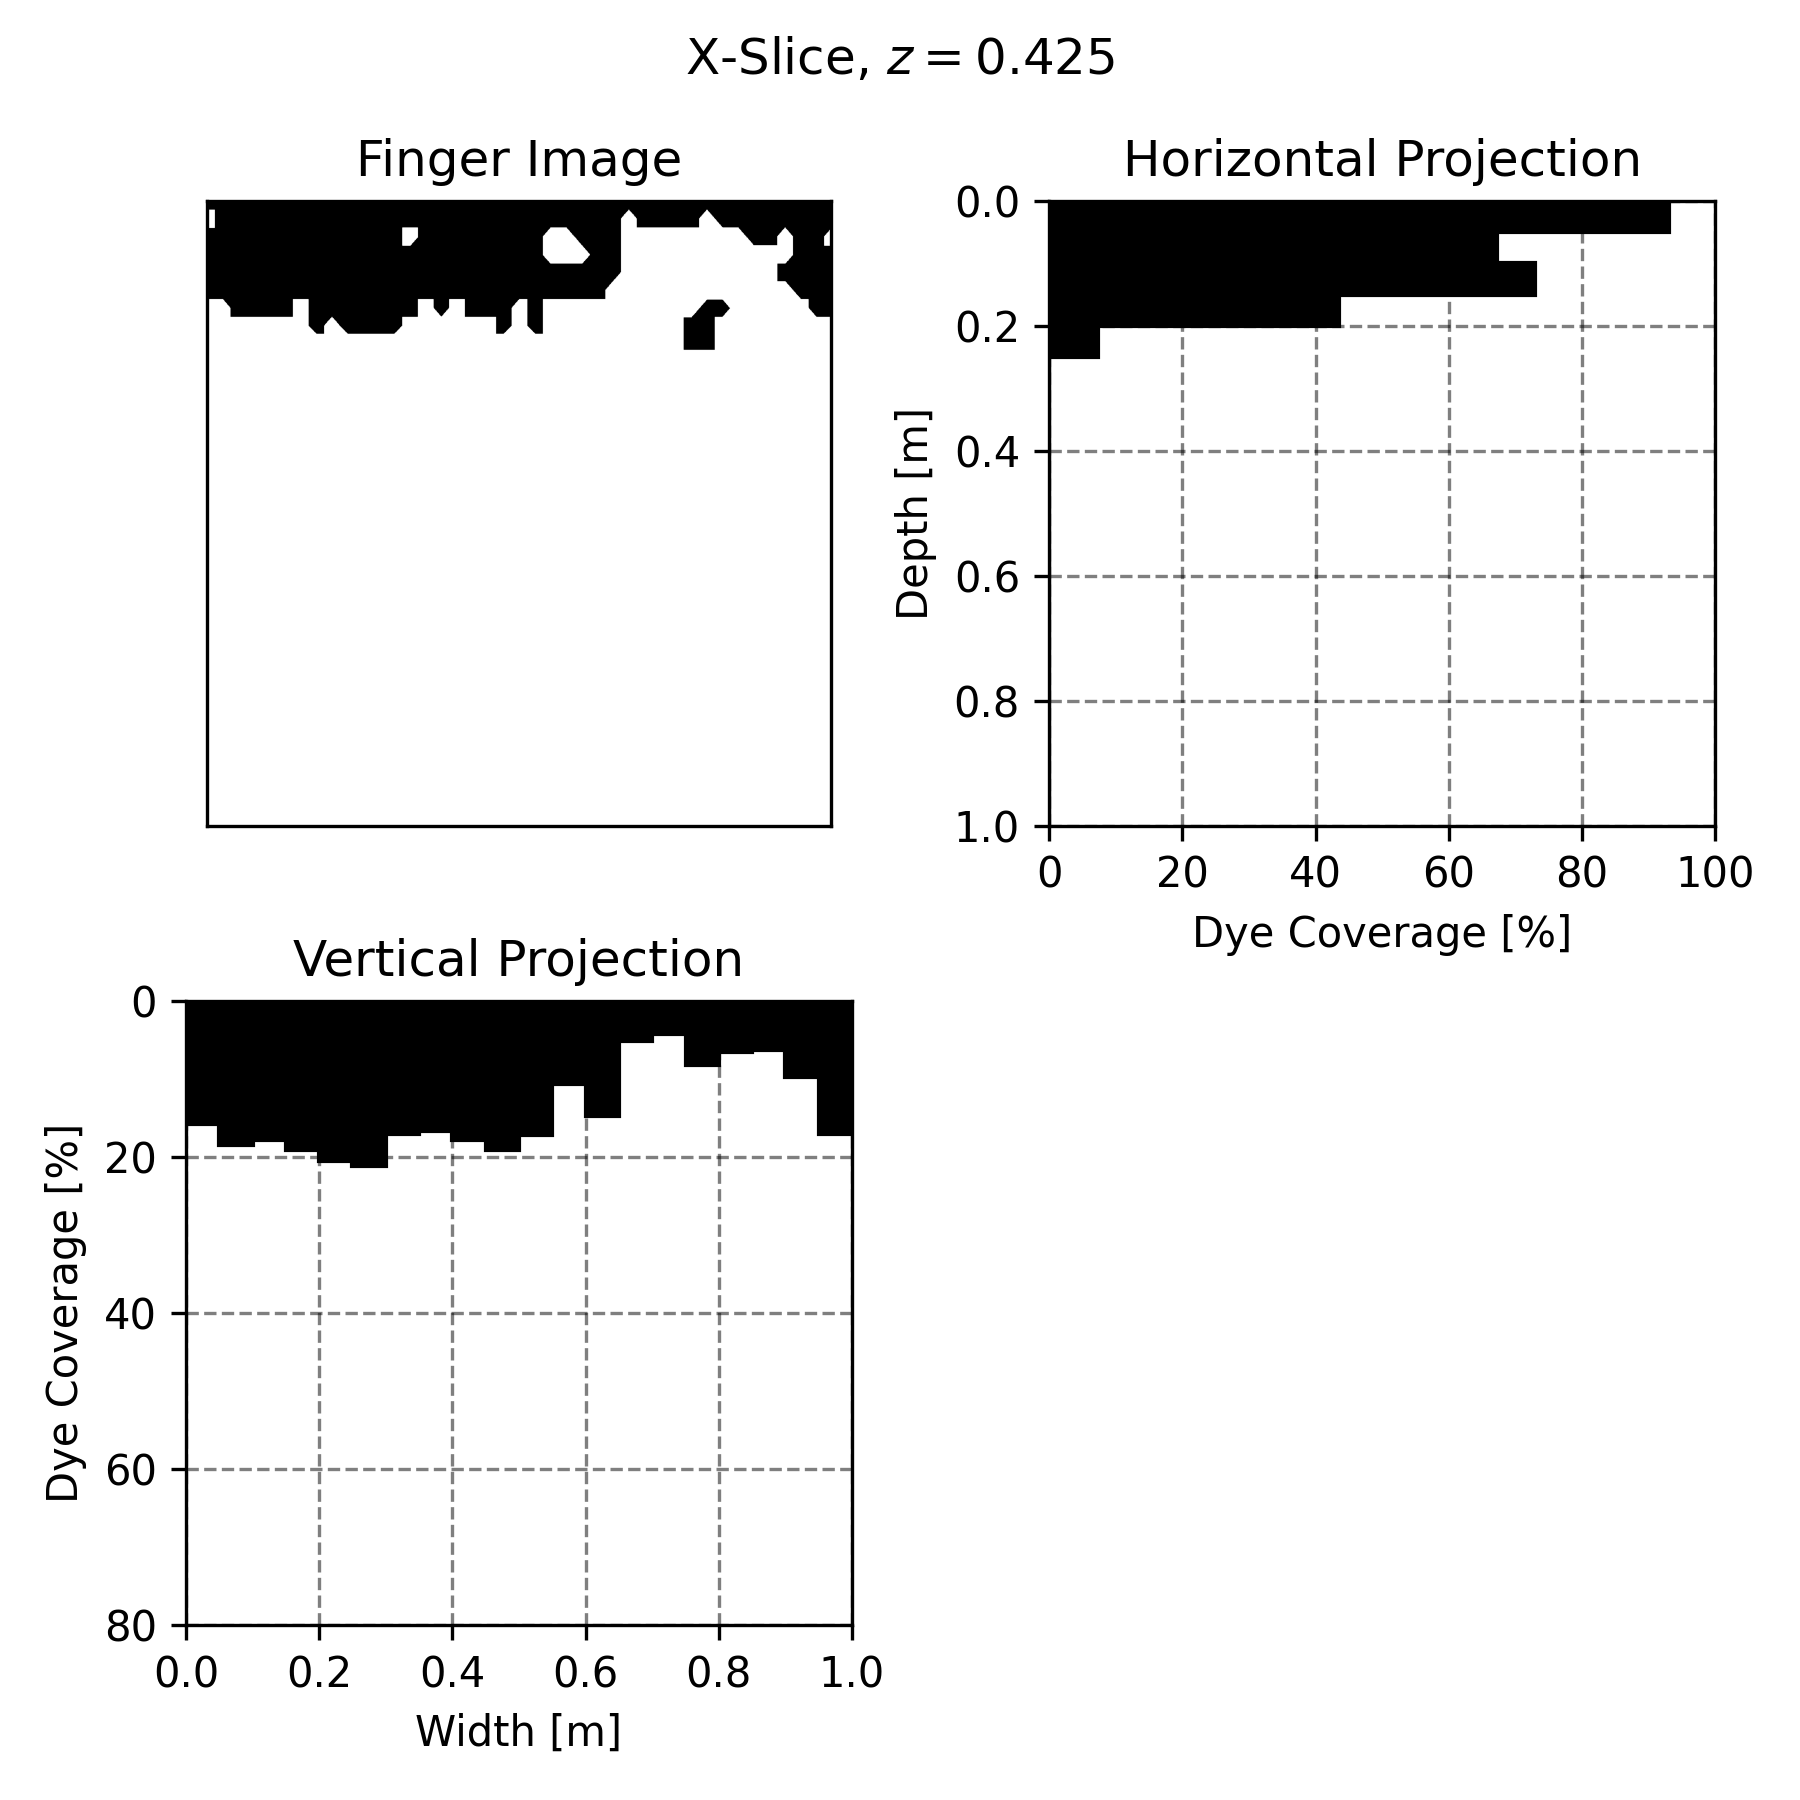 X-Slice, z = 0.425
Finger Image
Horizontal Projection
0.0
0.2
0.4
0.6
0.8
1.0
Depth [m]
0 20 40 60 80 100
Dye Coverage [%]
Vertical Projection
0
20
40
60
80
Dye Coverage [%]
0.0 0.2 0.4 0.6 0.8 1.0
Width [m]